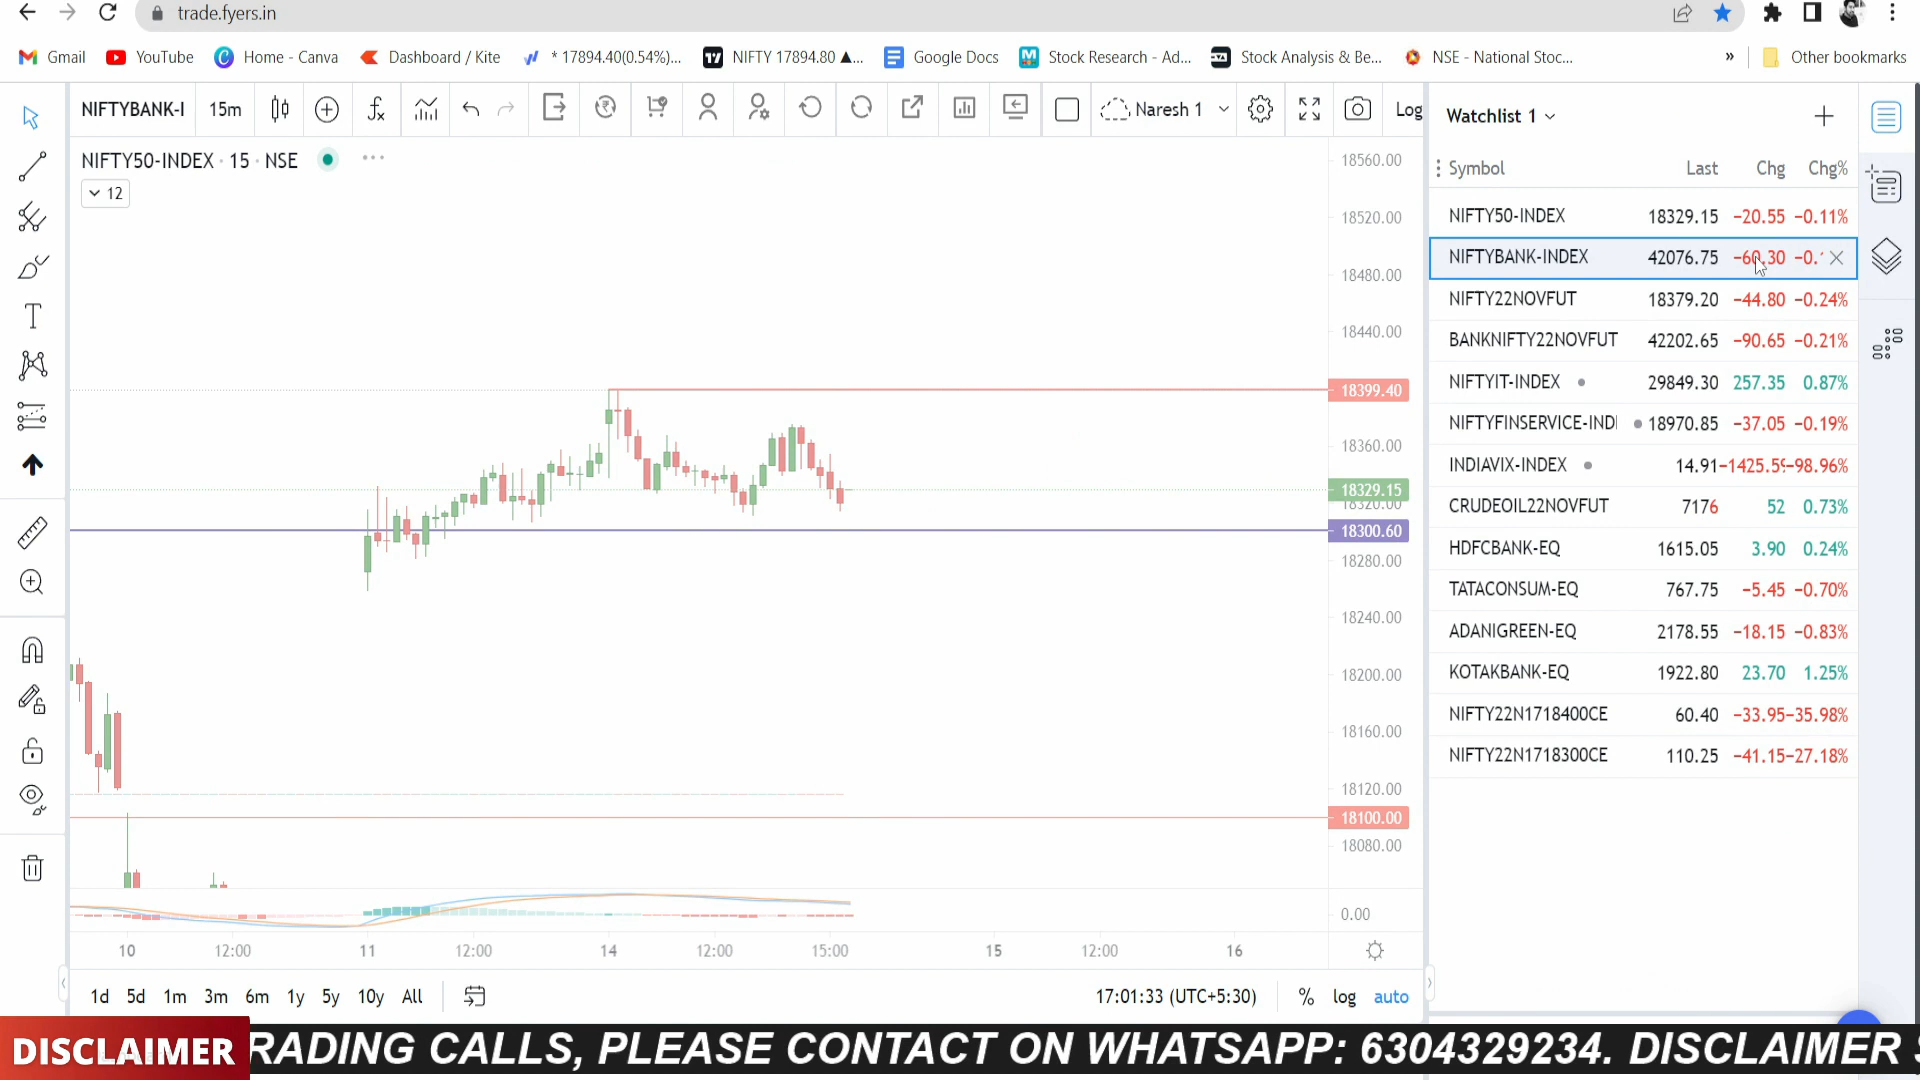 trade.fyers.in
Gmail YouTube Home - Canva Dashboard / Kite * 17894.40(0.54%)... NIFTY 17894.80 ▲... Google Docs Stock Research - Ad... Stock Analysis & Be... NSE - National Stoc... » Other bookmarks
NIFTYBANK-I 15m Naresh 1 Log
Watchlist 1
NIFTY50-INDEX · 15 · NSE
12
Symbol Last Chg Chg%
NIFTY50-INDEX 18329.15 −20.55 −0.11%
NIFTYBANK-INDEX 42076.75 −60.30 −0.
NIFTY22NOVFUT 18379.20 −44.80 −0.24%
BANKNIFTY22NOVFUT 42202.65 −90.65 −0.21%
NIFTYIT-INDEX 29849.30 257.35 0.87%
NIFTYFINSERVICE-INDI 18970.85 −37.05 −0.19%
INDIAVIX-INDEX 14.91 −1425.59 −98.96%
CRUDEOIL22NOVFUT 7176 52 0.73%
HDFCBANK-EQ 1615.05 3.90 0.24%
TATACONSUM-EQ 767.75 −5.45 −0.70%
ADANIGREEN-EQ 2178.55 −18.15 −0.83%
KOTAKBANK-EQ 1922.80 23.70 1.25%
NIFTY22N1718400CE 60.40 −33.95 −35.98%
NIFTY22N1718300CE 110.25 −41.15 −27.18%
18560.00
18520.00
18480.00
18440.00
18399.40
18360.00
18329.15
18320.00
18300.60
18280.00
18240.00
18200.00
18160.00
18120.00
18100.00
18080.00
0.00
10 12:00 11 12:00 14 12:00 15:00 15 12:00 16
1d 5d 1m 3m 6m 1y 5y 10y All 17:01:33 (UTC+5:30) % log auto
DISCLAIMER RADING CALLS, PLEASE CONTACT ON WHATSAPP: 6304329234. DISCLAIMER